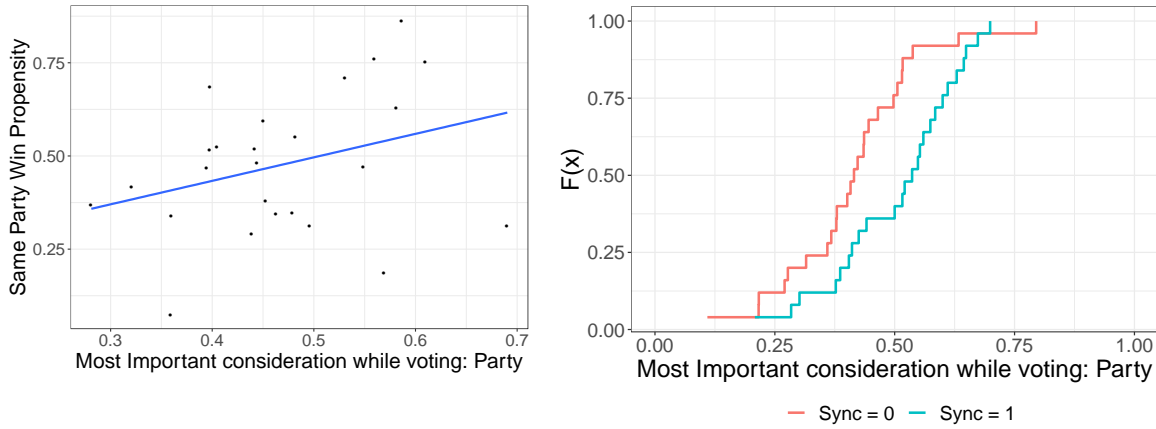 Same Party Win Propensity
0.75
0.50
0.25
0.3 0.4 0.5 0.6 0.7
Most Important consideration while voting: Party
F(x)
1.00
0.75
0.50
0.25
0.00
0.00 0.25 0.50 0.75 1.00
Most Important consideration while voting: Party
Sync = 0 Sync = 1